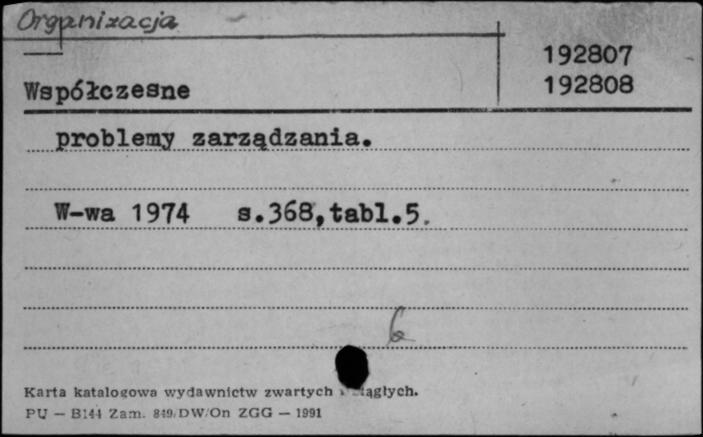 Organizacja
192807
Współczesne
192808
problemy zarządzania.
W-wa 1974 s.368,tabl.5.
6
Karta katalogowa wydawnictw zwartych
PU — B144 Zam. 849/DW/On ZGG — 1991